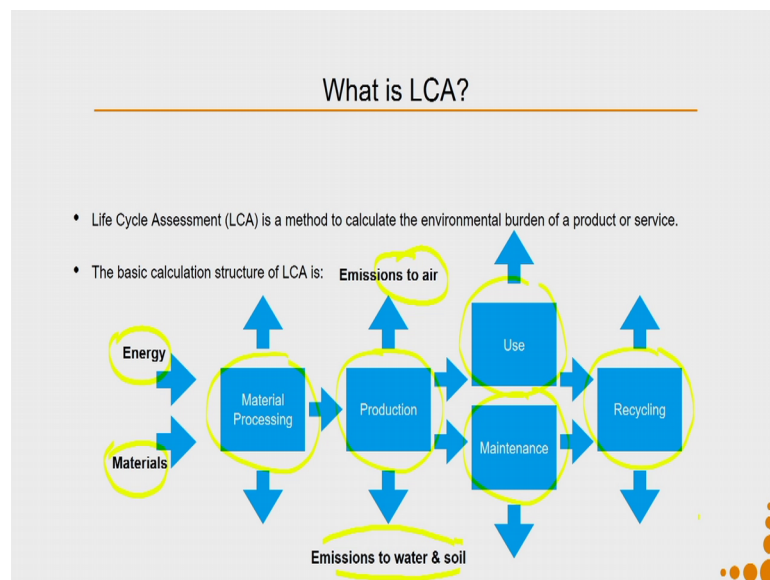 What is LCA?
• Life Cycle Assessment (LCA) is a method to calculate the environmental burden of a product or service.
• The basic calculation structure of LCA is:
Emissions to air
Energy
Materials
Material
Processing
Production
Use
Maintenance
Recycling
Emissions to water & soil